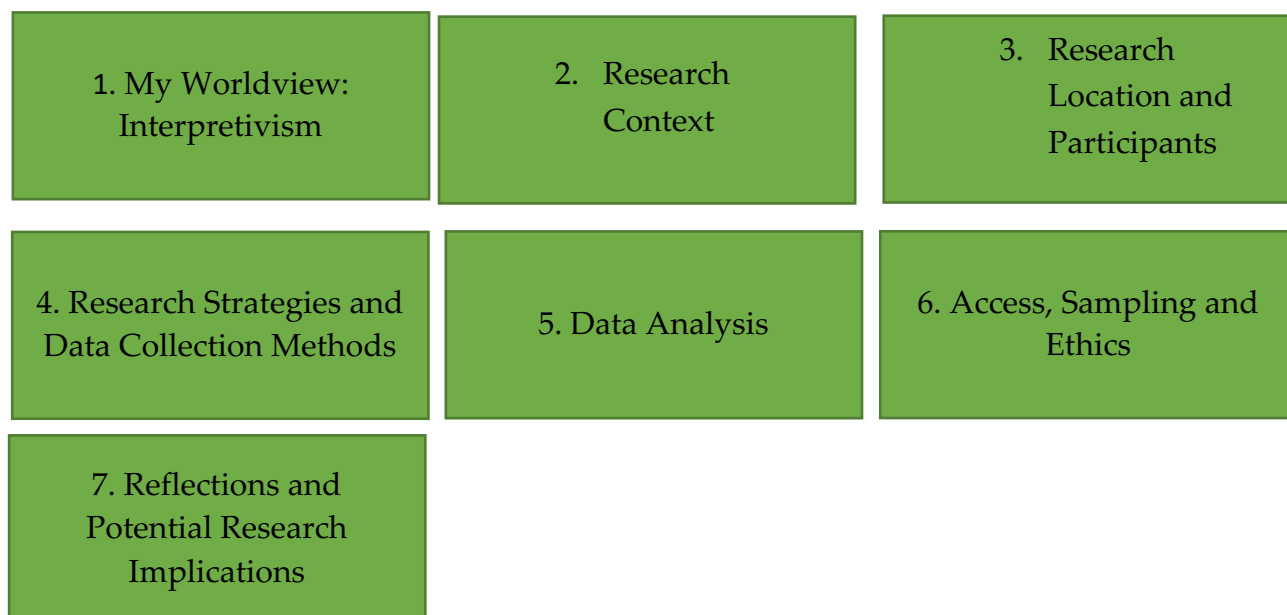 1. My Worldview:
Interpretivism
2. Research
Context
3. Research
Location and
Participants
4. Research Strategies and
Data Collection Methods
5. Data Analysis
6. Access, Sampling and
Ethics
7. Reflections and
Potential Research
Implications